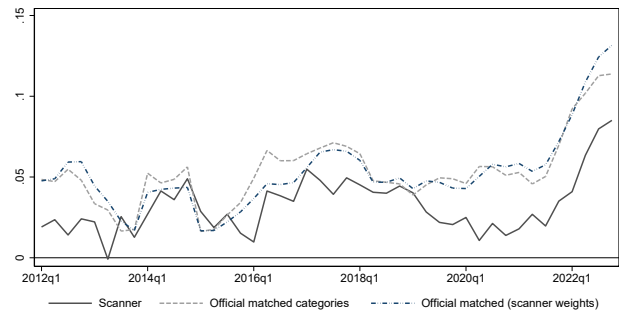 .15
.1
.05
0
2012q1 2014q1 2016q1 2018q1 2020q1 2022q1
Scanner Official matched categories Official matched (scanner weights)